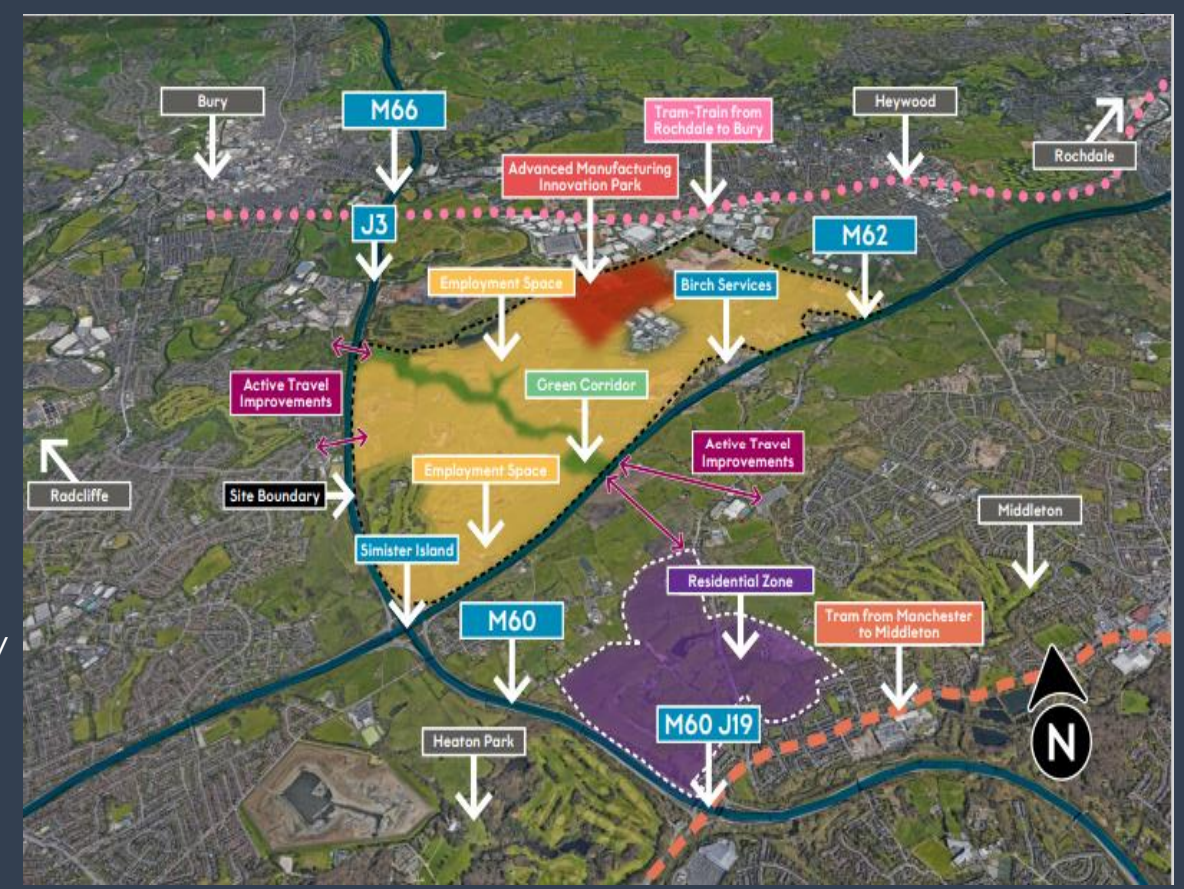 Bury
M66
Tram-Train from
Rochdale to Bury
Heywood
Rochdale
Advanced Manufacturing
Innovation Park
J3
M62
Employment Space
Birch Services
Active Travel
Improvements
Green Corridor
Active Travel
Improvements
Employment Space
Radcliffe
Site Boundary
Middleton
Simister Island
Residential Zone
M60
Tram from Manchester
to Middleton
M60 J19
Heaton Park
N